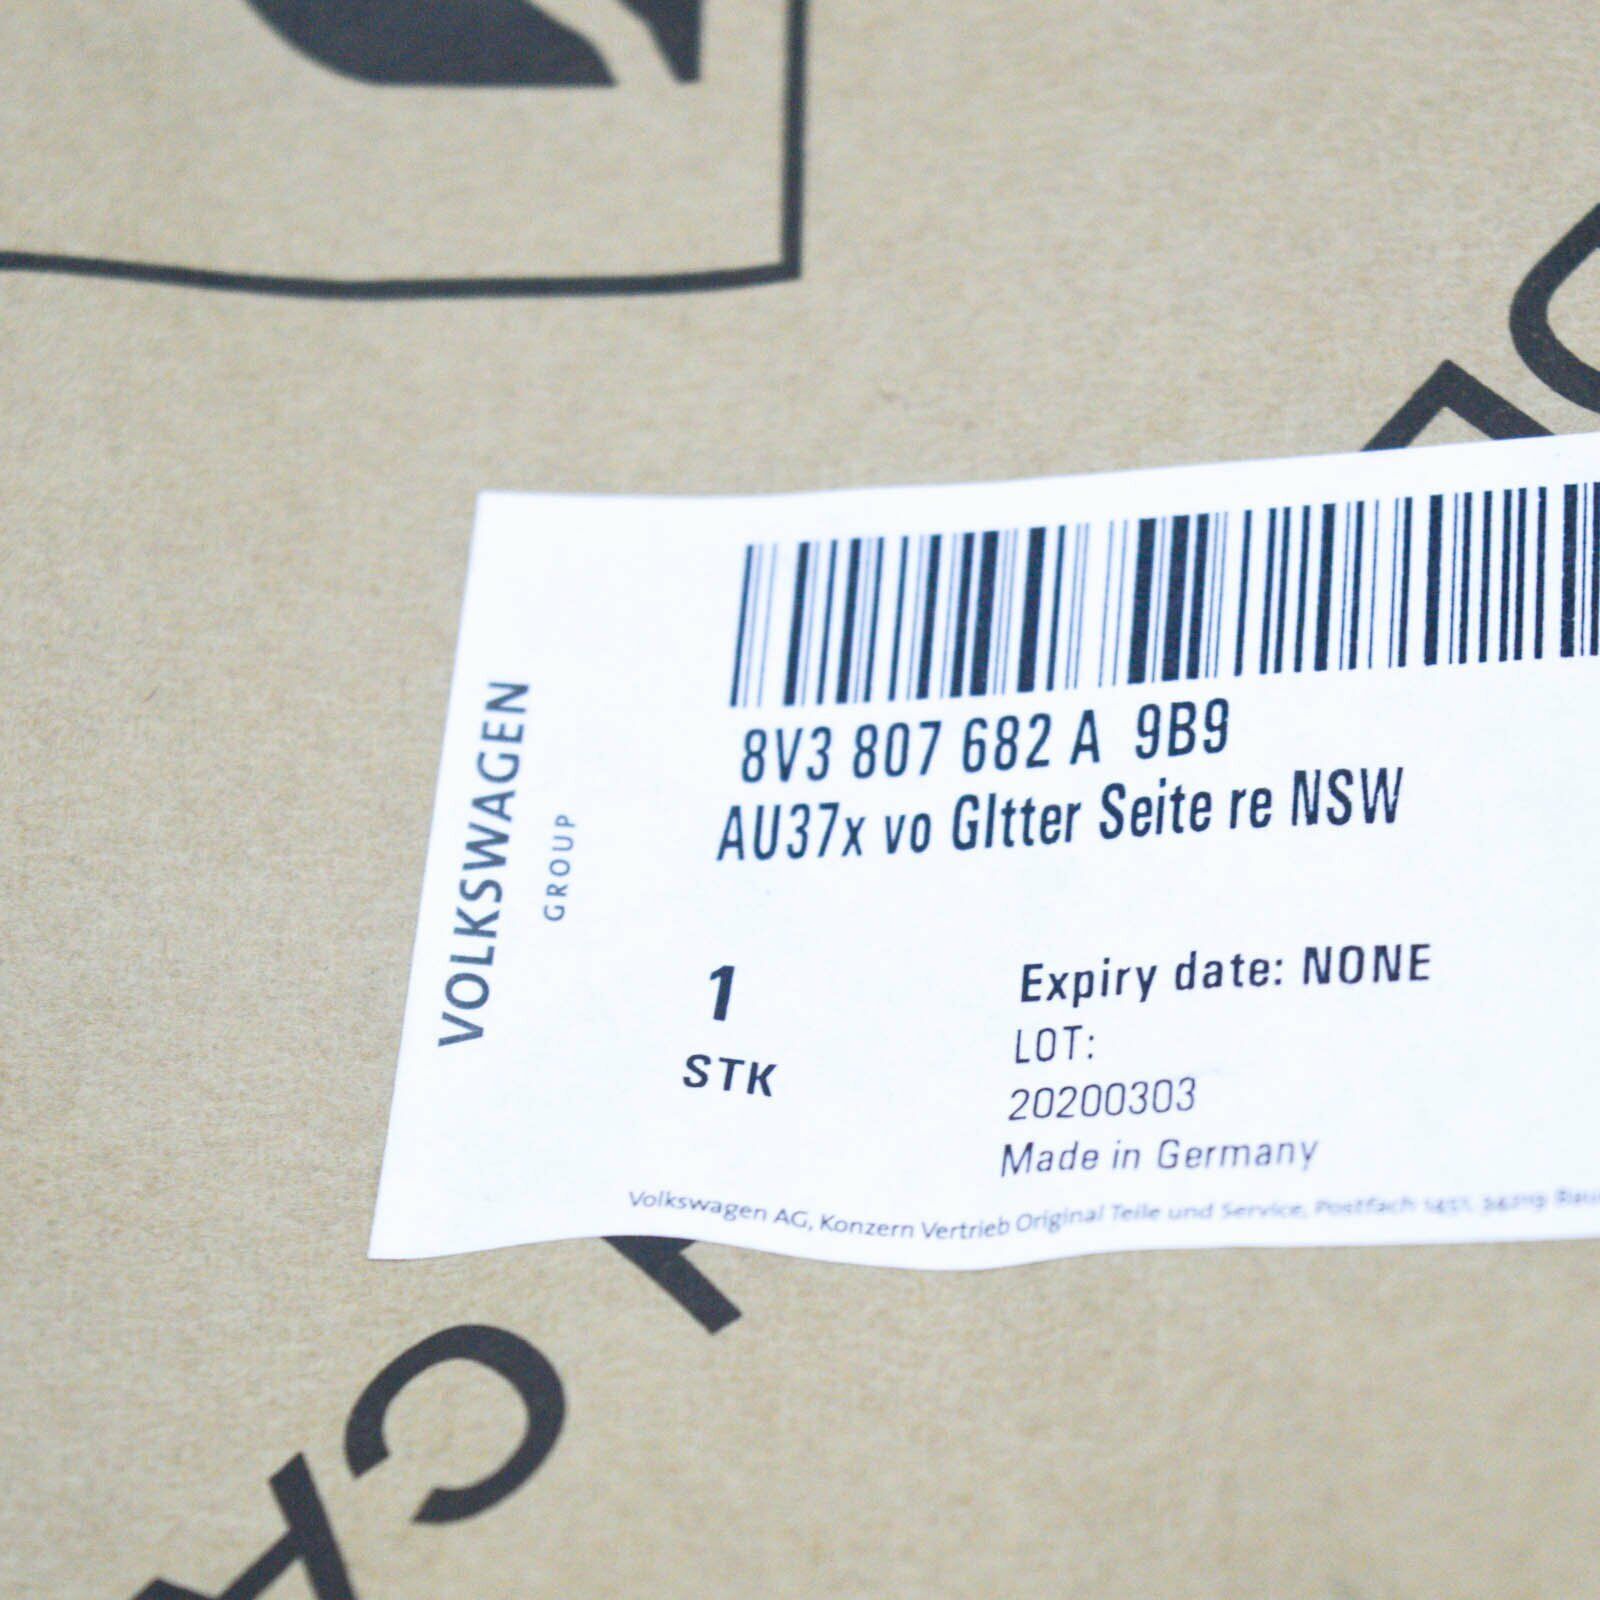 VOLKSWAGEN
GROUP
8V3 807 682 A 9B9
AU37x vo GItter Seite re NSW
1
STK
Expiry date: NONE
LOT:
20200303
Made in Germany
Volkswagen AG, Konzern Vertrieb Original Teile und Service, Postfach
CA